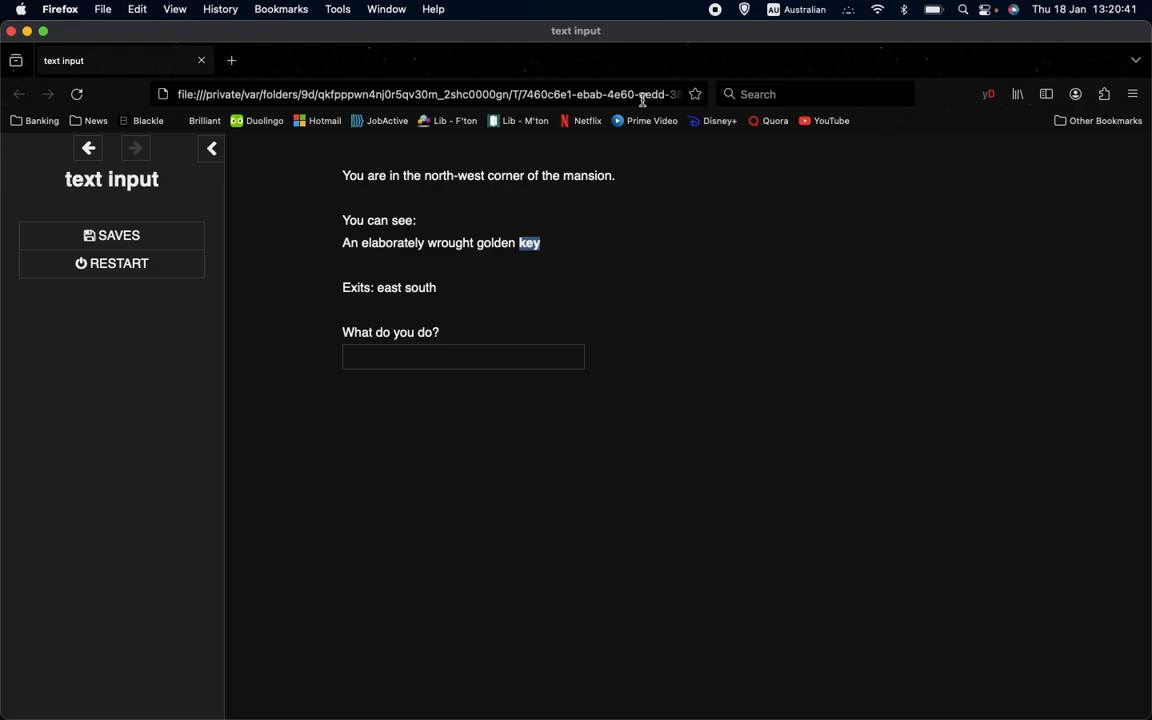 Firefox File Edit View History Bookmarks Tools Window Help AU Australian Thu 18 Jan 13:20:41
text input
text input
file:///private/var/folders/9d/qkfpppwn4nj0r5qv30m_2shc0000gn/T/7460c6e1-ebab-4e60- Search yD
Banking News B Blackle Brilliant Duolingo Hotmail JobActive Lib - F'ton Lib - M'ton Netflix Prime Video Disney+ Quora YouTube Other Bookmarks
text input
SAVES
RESTART
You are in the north-west corner of the mansion.
You can see:
An elaborately wrought golden key
Exits: east south
What do you do?